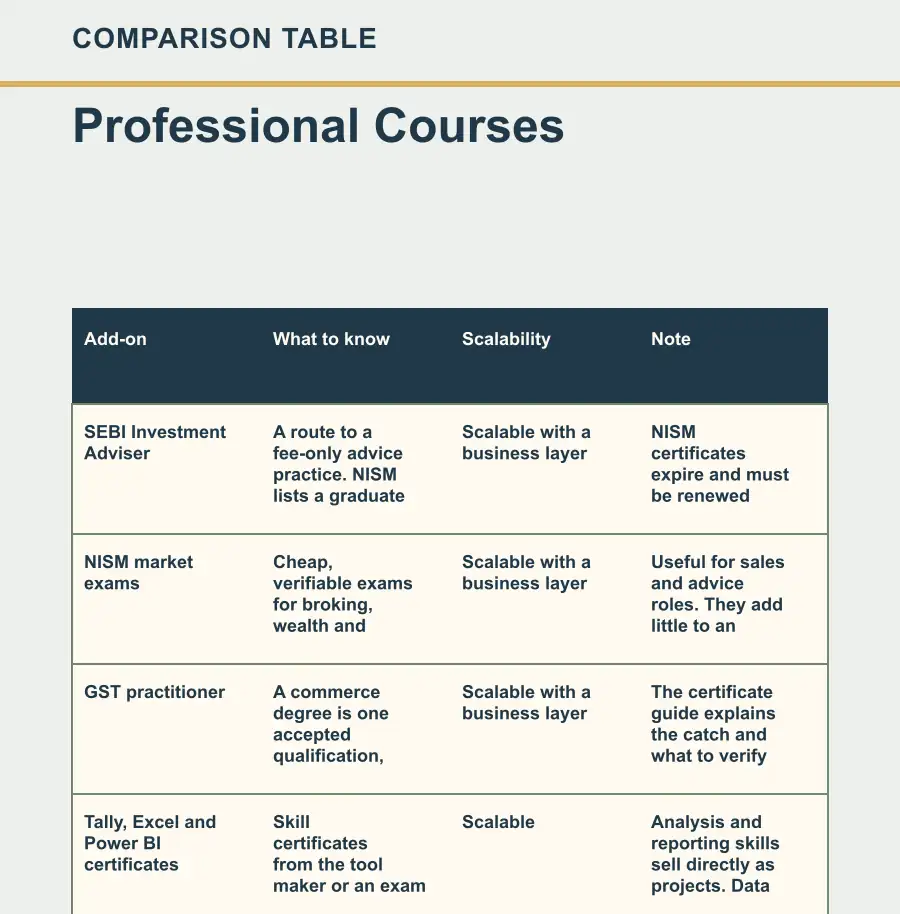 COMPARISON TABLE
Professional Courses
Add-on
What to know
Scalability
Note
SEBI Investment
Adviser
A route to a
fee-only advice
practice. NISM
lists a graduate
Scalable with a
business layer
NISM
certificates
expire and must
be renewed
NISM market
exams
Cheap,
verifiable exams
for broking,
wealth and
Scalable with a
business layer
Useful for sales
and advice
roles. They add
little to an
GST practitioner
A commerce
degree is one
accepted
qualification,
Scalable with a
business layer
The certificate
guide explains
the catch and
what to verify
Tally, Excel and
Power BI
certificates
Skill
certificates
from the tool
maker or an exam
Scalable
Analysis and
reporting skills
sell directly as
projects. Data